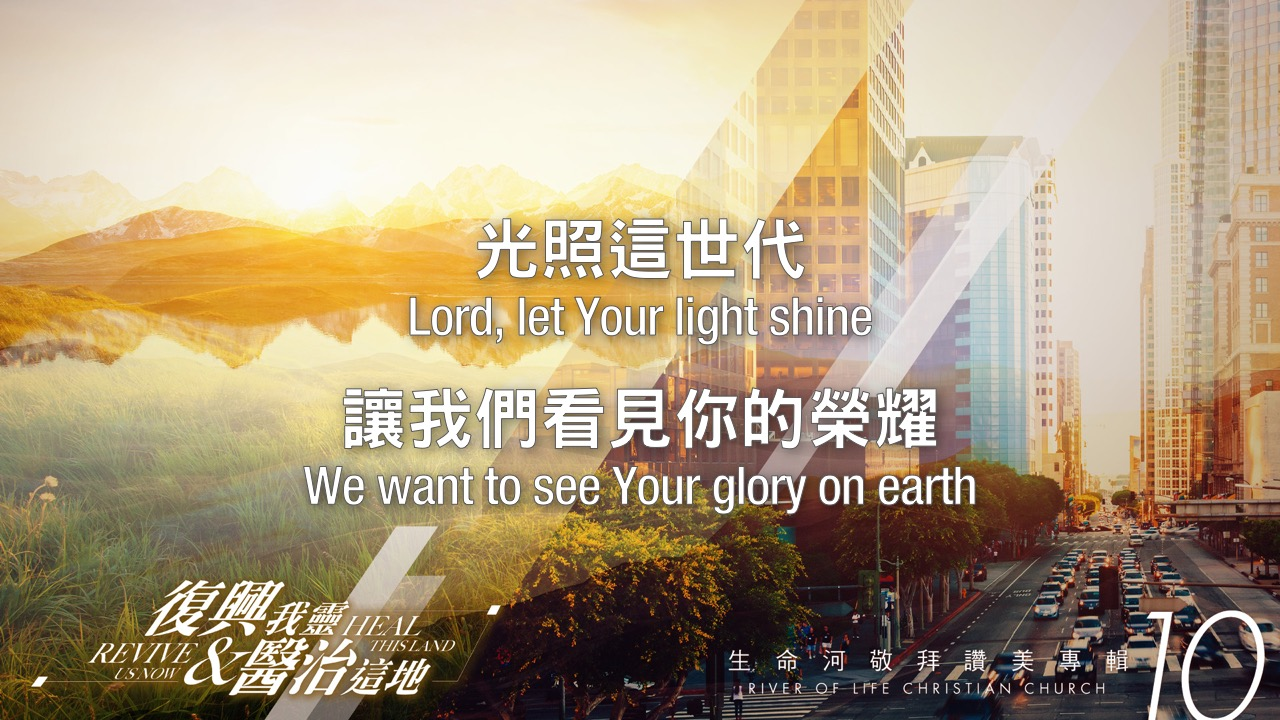 光照這世代
Lord, let Your light shine
讓我們看見你的榮耀
We want to see Your glory on earth
復興我靈 HEAL THIS LAND
REVIVE US NOW & 醫治這地
生命河敬拜讚美專輯 10
RIVER OF LIFE CHRISTIAN CHURCH